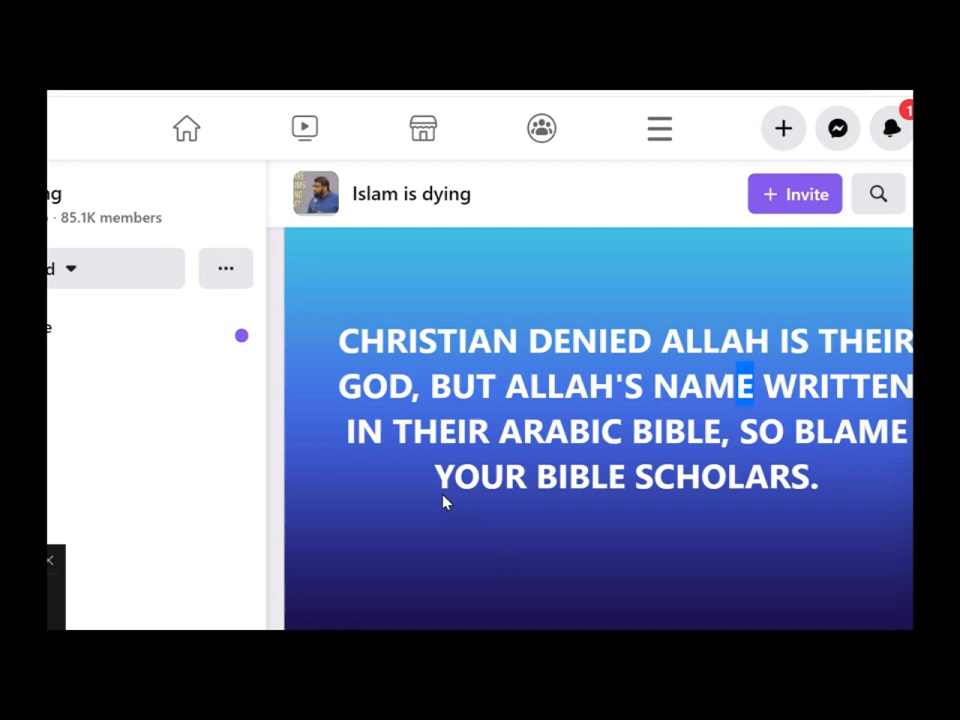 1
ng
· 85.1K members
Islam is dying
+ Invite
d
e
CHRISTIAN DENIED ALLAH IS THEIR
GOD, BUT ALLAH'S NAME WRITTEN
IN THEIR ARABIC BIBLE, SO BLAME
YOUR BIBLE SCHOLARS.